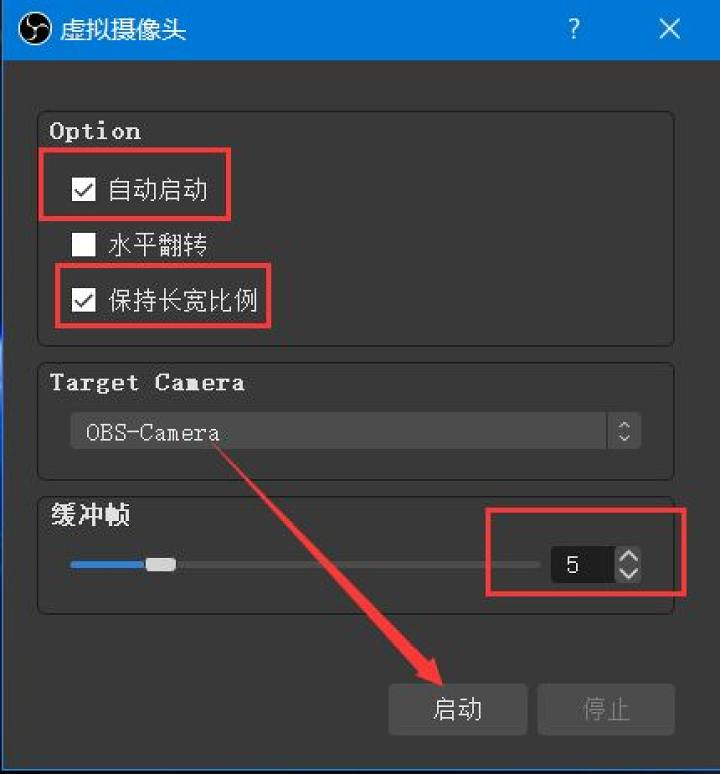 虚拟摄像头
Option
自动启动
水平翻转
保持长宽比例
Target Camera
OBS-Camera
缓冲帧
5
启动 停止